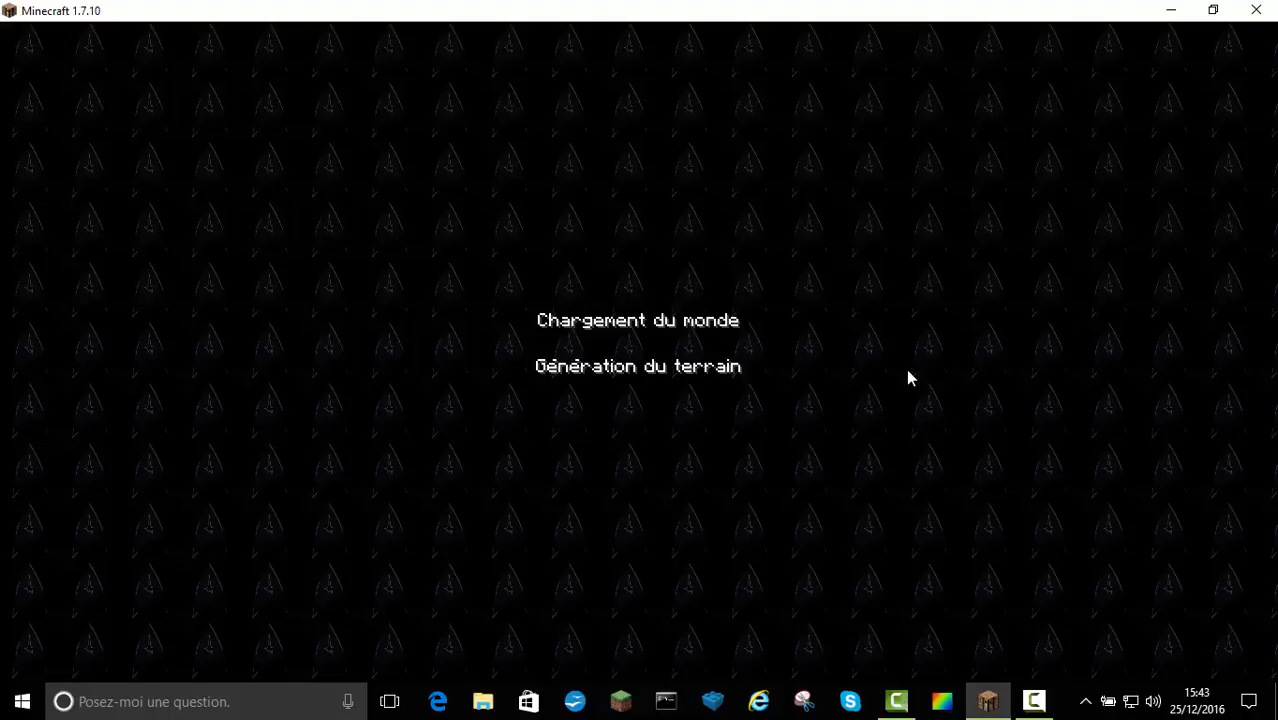 Minecraft 1.7.10
Chargement du monde
Génération du terrain
Posez-moi une question.
15:43
25/12/2016